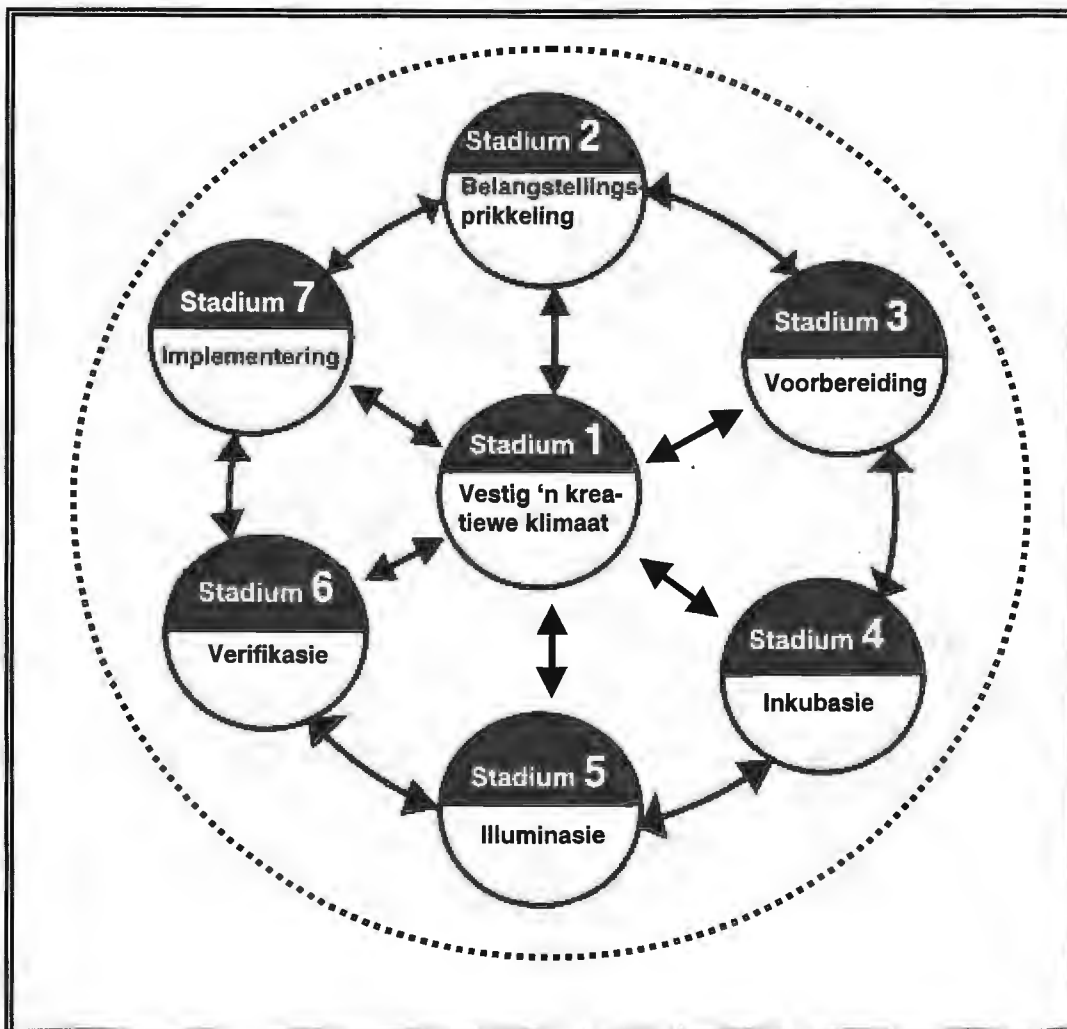 Stadium 1
Vestig 'n krea-
tiewe klimaat
Stadium 2
Belangstellings-
prikkeling
Stadium 3
Voorbereiding
Stadium 4
Inkubasie
Stadium 5
Illuminasie
Stadium 6
Verifikasie
Stadium 7
Implementering